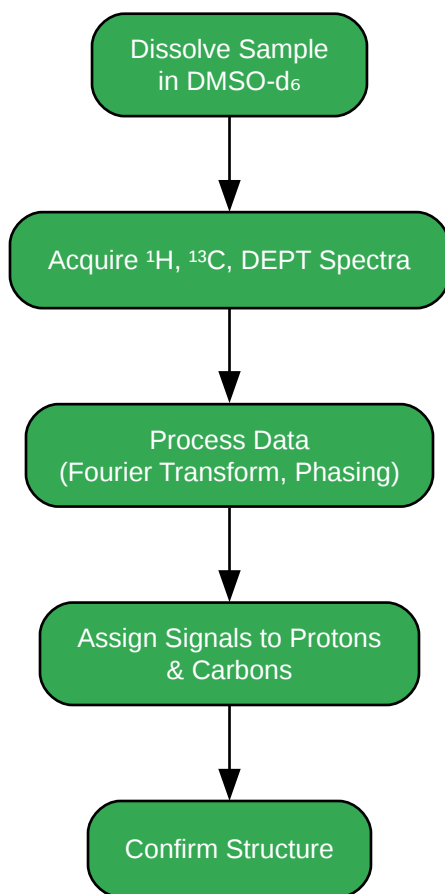 Dissolve Sample
in DMSO-d₆
Acquire ¹H, ¹³C, DEPT Spectra
Process Data
(Fourier Transform, Phasing)
Assign Signals to Protons
& Carbons
Confirm Structure